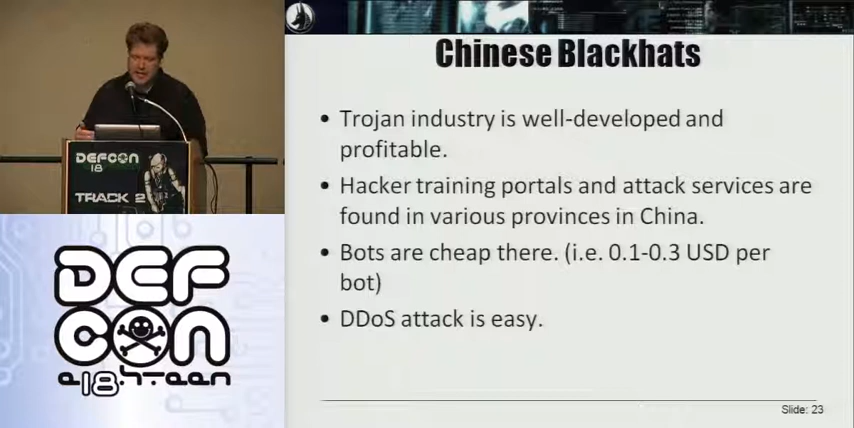 DEFCON
18
TRACK 2
DEF
CON
e.18.h-teen
Chinese Blackhats
• Trojan industry is well-developed and
profitable.
• Hacker training portals and attack services are
found in various provinces in China.
• Bots are cheap there. (i.e. 0.1-0.3 USD per
bot)
• DDoS attack is easy.
Slide: 23